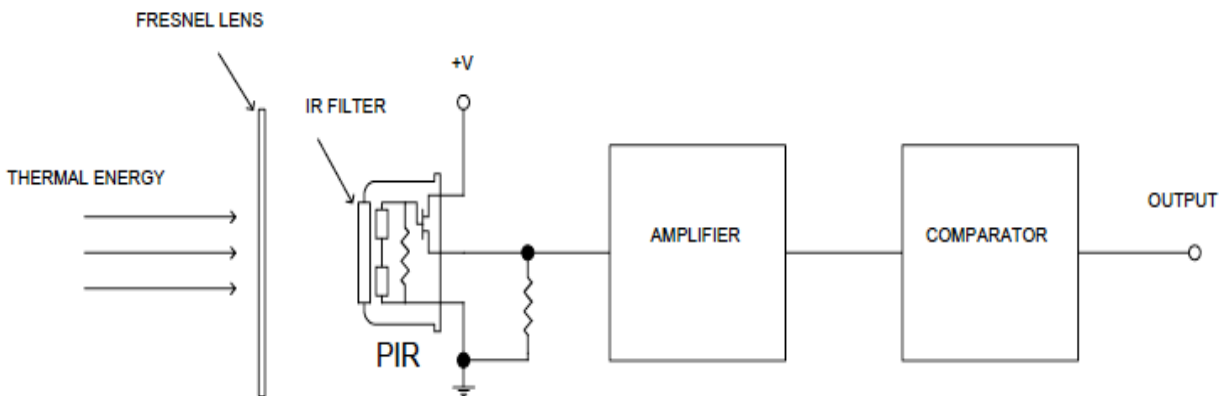 FRESNEL LENS
+V
IR FILTER
THERMAL ENERGY
OUTPUT
AMPLIFIER
COMPARATOR
PIR